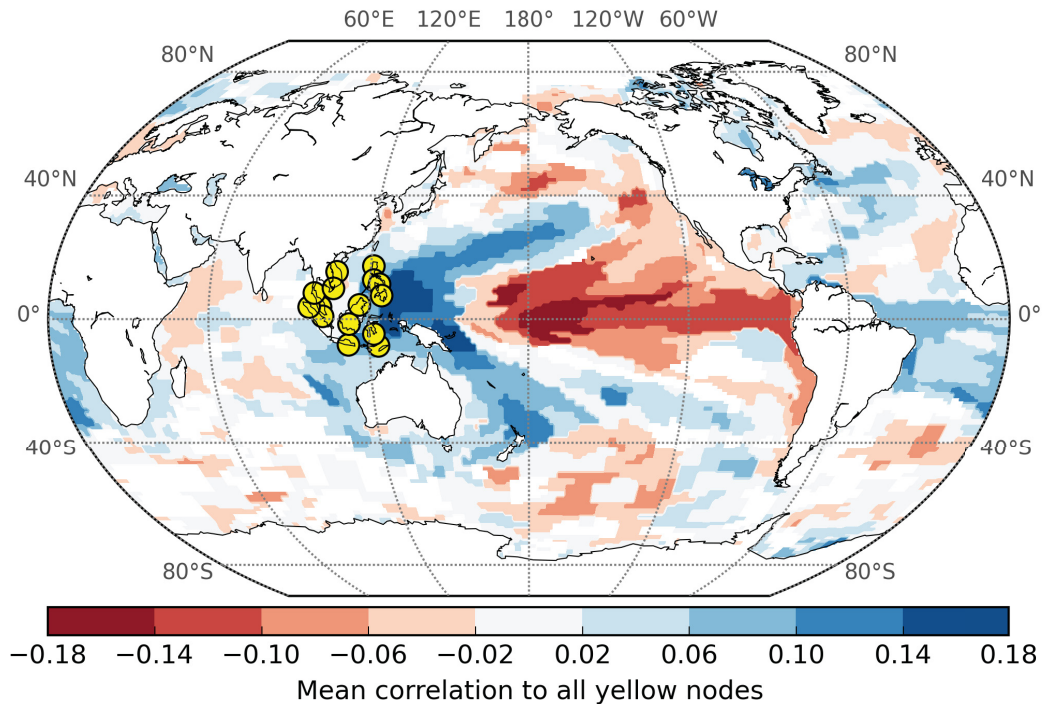 60°E 120°E 180° 120°W 60°W
80°N 80°N
40°N 40°N
0° 0°
40°S 40°S
80°S 80°S
−0.18 −0.14 −0.10 −0.06 −0.02 0.02 0.06 0.10 0.14 0.18
Mean correlation to all yellow nodes